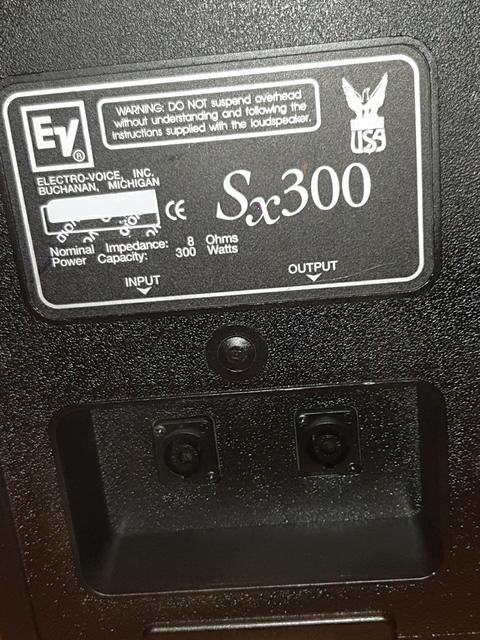 EV®
WARNING: DO NOT suspend overhead
without understanding and following the
instructions supplied with the loudspeaker.
USA
ELECTRO-VOICE, INC.
BUCHANAN, MICHIGAN
CE
Sx300
Nominal Impedance: 8 Ohms
Power Capacity: 300 Watts
INPUT
OUTPUT